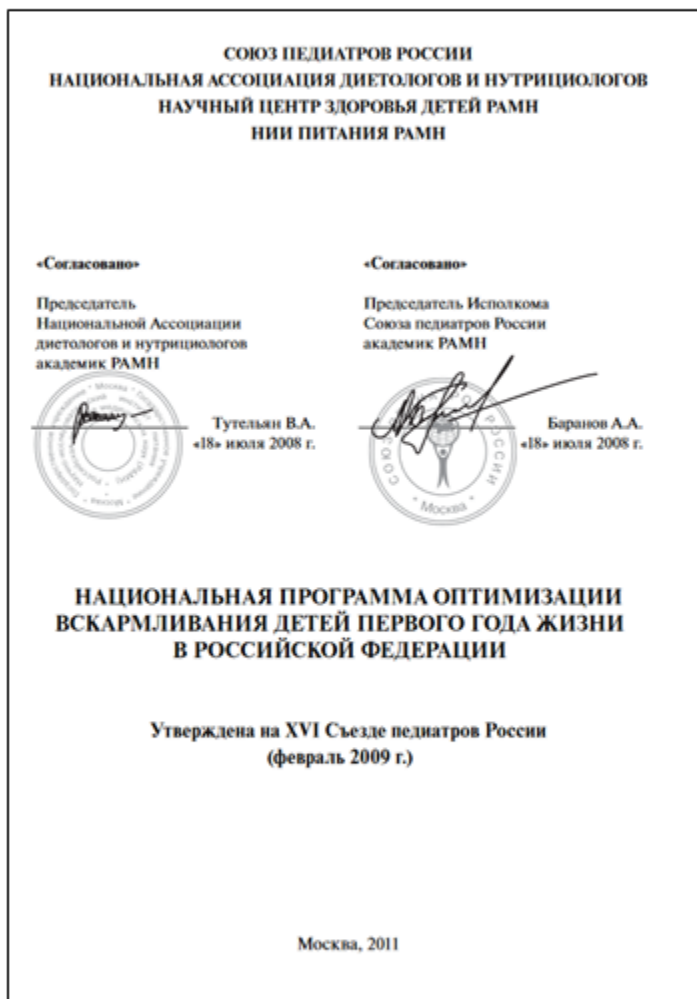 СОЮЗ ПЕДИАТРОВ РОССИИ
НАЦИОНАЛЬНАЯ АССОЦИАЦИЯ ДИЕТОЛОГОВ И НУТРИЦИОЛОГОВ
НАУЧНЫЙ ЦЕНТР ЗДОРОВЬЯ ДЕТЕЙ РАМН
НИИ ПИТАНИЯ РАМН
«Согласовано»
Председатель
Национальной Ассоциации
диетологов и нутрициологов
академик РАМН
Тутельян В.А.
«18» июля 2008 г.
«Согласовано»
Председатель Исполкома
Союза педиатров России
академик РАМН
Баранов А.А.
«18» июля 2008 г.
РОССИИ
* Москва *
НАЦИОНАЛЬНАЯ ПРОГРАММА ОПТИМИЗАЦИИ
ВСКАРМЛИВАНИЯ ДЕТЕЙ ПЕРВОГО ГОДА ЖИЗНИ
В РОССИЙСКОЙ ФЕДЕРАЦИИ
Утверждена на XVI Съезде педиатров России
(февраль 2009 г.)
Москва, 2011